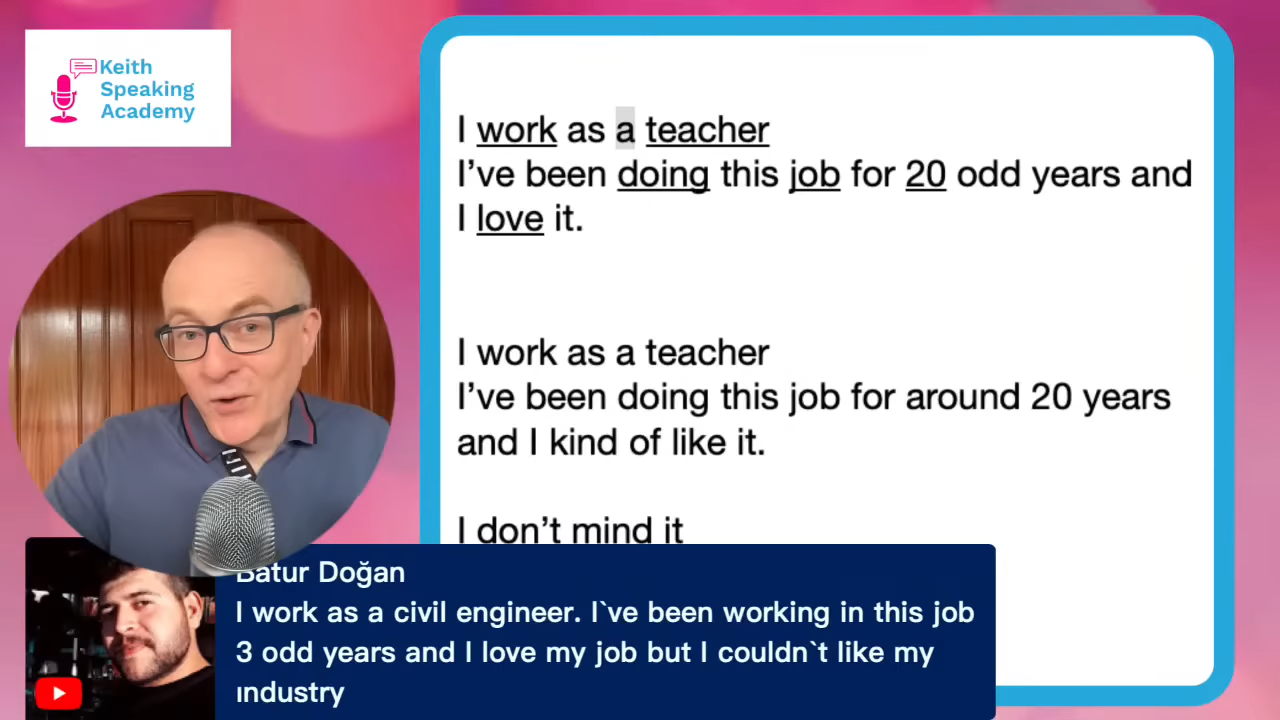 Keith
Speaking
Academy
I work as a teacher
I've been doing this job for 20 odd years and
I love it.
I work as a teacher
I've been doing this job for around 20 years
and I kind of like it.
I don't mind it
Batur Doğan
I work as a civil engineer. I`ve been working in this job
3 odd years and I love my job but I couldn`t like my
ındustry